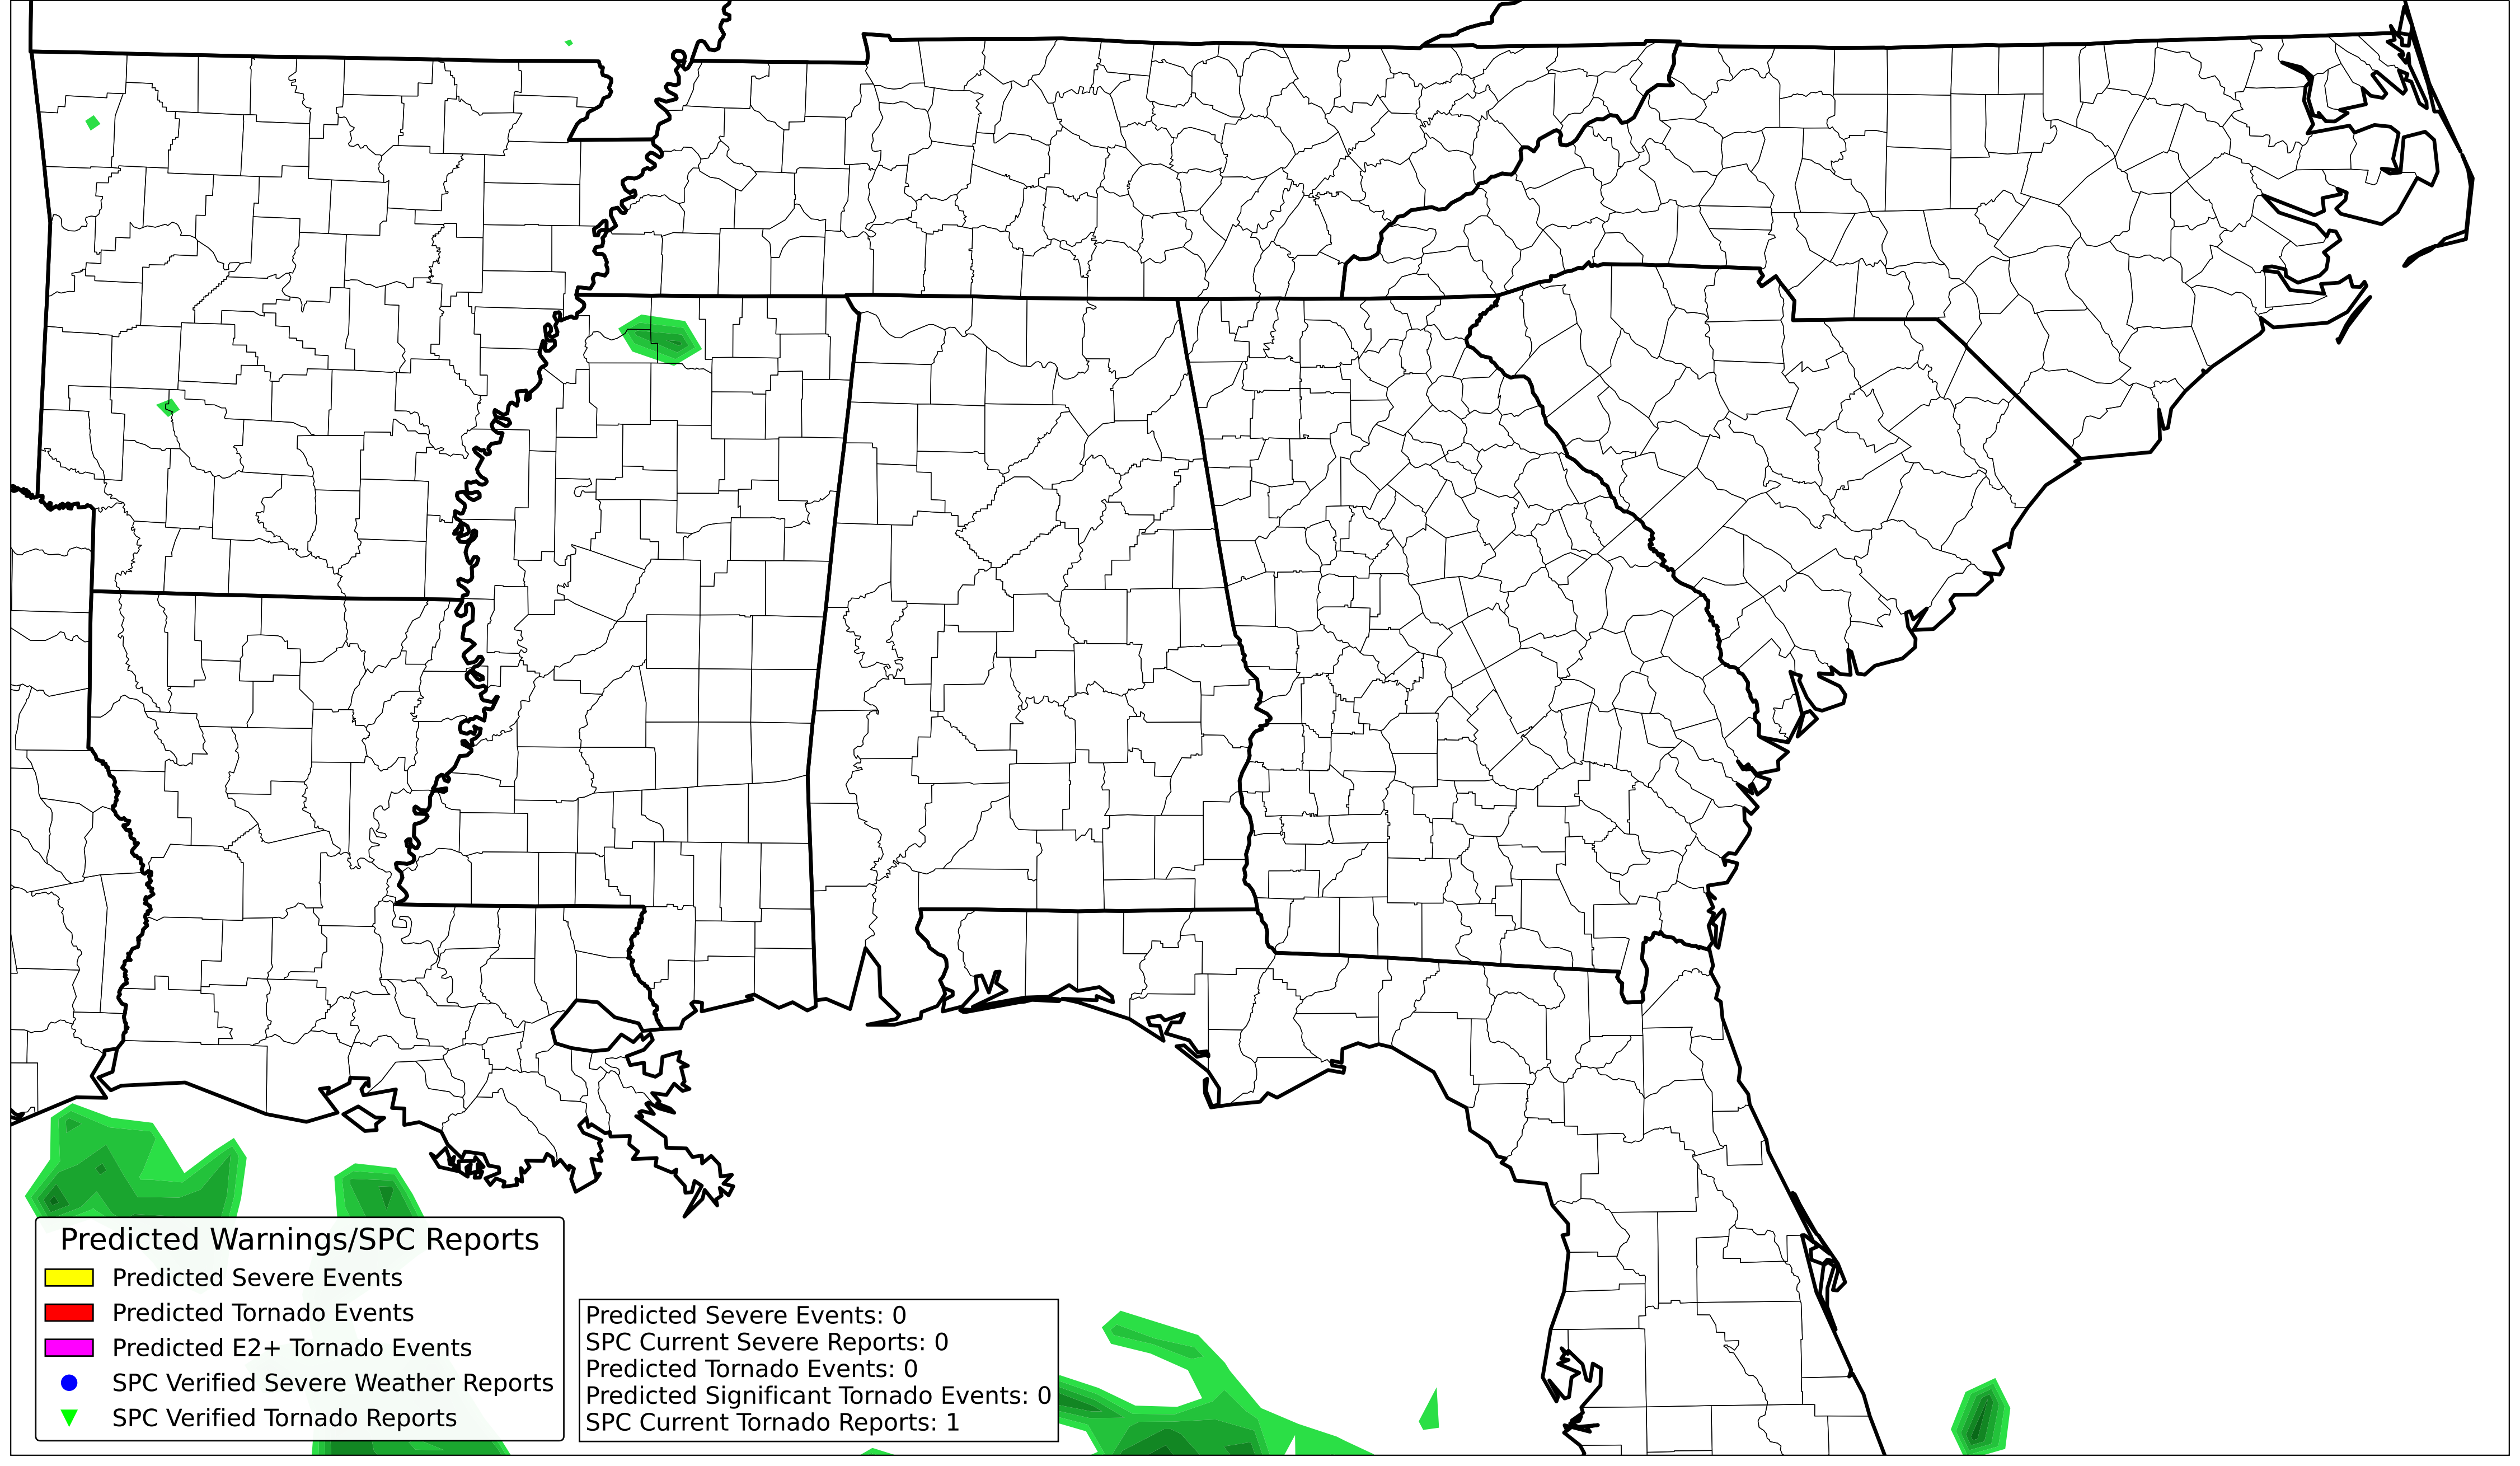 Predicted Warnings/SPC Reports
Predicted Severe Events
Predicted Tornado Events
Predicted E2+ Tornado Events
SPC Verified Severe Weather Reports
SPC Verified Tornado Reports
Predicted Severe Events: 0
SPC Current Severe Reports: 0
Predicted Tornado Events: 0
Predicted Significant Tornado Events: 0
SPC Current Tornado Reports: 1